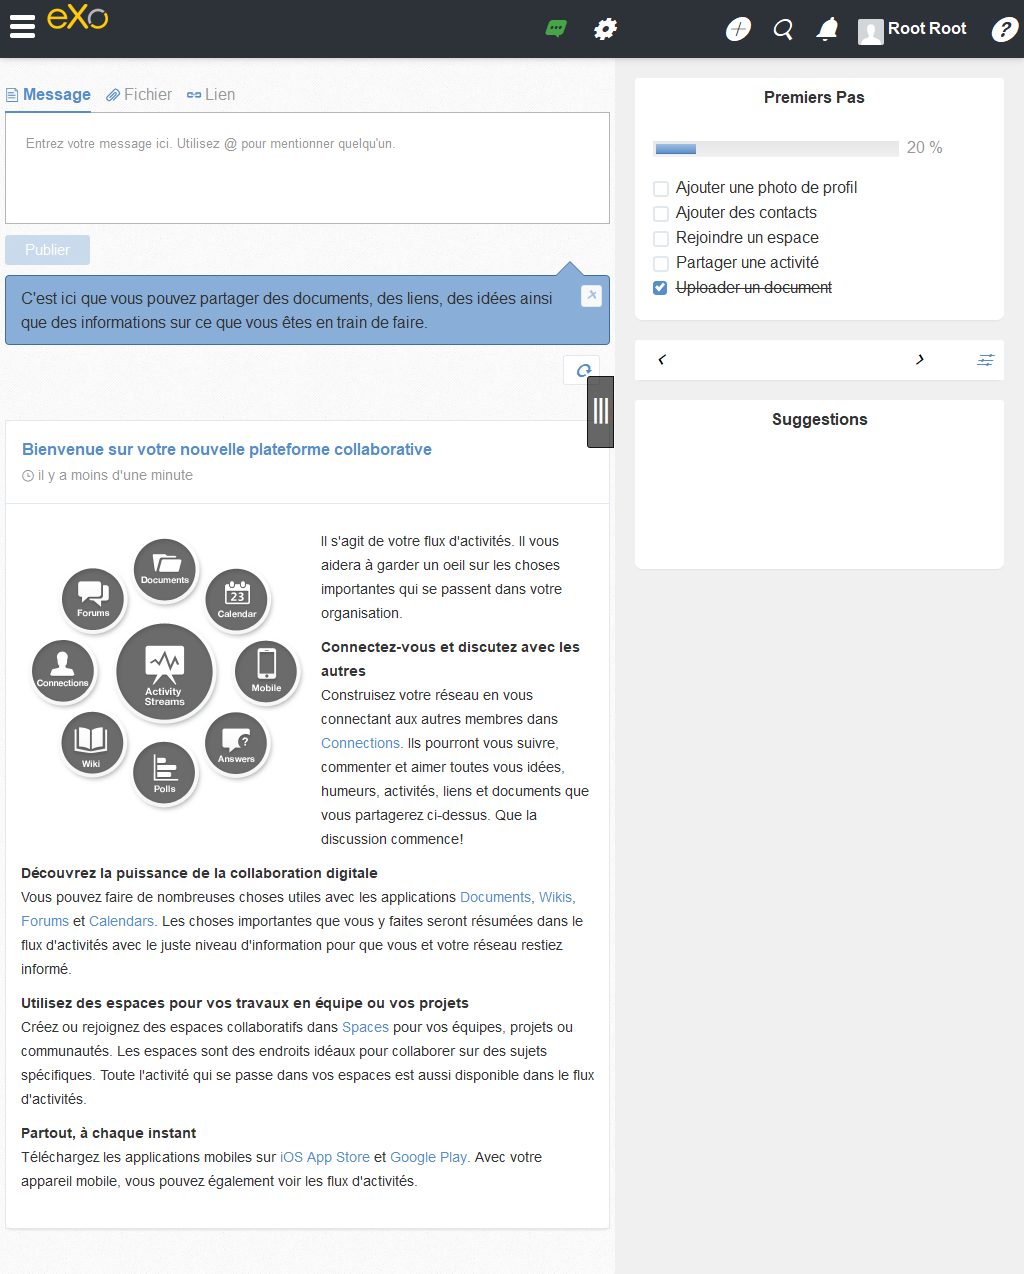 eXo
Root Root
?
Message
Fichier
Lien
Entrez votre message ici. Utilisez @ pour mentionner quelqu'un.
Publier
C'est ici que vous pouvez partager des documents, des liens, des idées ainsi
que des informations sur ce que vous êtes en train de faire.
Bienvenue sur votre nouvelle plateforme collaborative
il y a moins d'une minute
Documents
Forums
23
Calendar
Connections
Activity
Streams
Mobile
Wiki
?
Answers
Polls
Il s'agit de votre flux d'activités. Il vous
aidera à garder un oeil sur les choses
importantes qui se passent dans votre
organisation.
Connectez-vous et discutez avec les
autres
Construisez votre réseau en vous
connectant aux autres membres dans
Connections. Ils pourront vous suivre,
commenter et aimer toutes vous idées,
humeurs, activités, liens et documents que
vous partagerez ci-dessus. Que la
discussion commence!
Découvrez la puissance de la collaboration digitale
Vous pouvez faire de nombreuses choses utiles avec les applications Documents, Wikis,
Forums et Calendars. Les choses importantes que vous y faites seront résumées dans le
flux d'activités avec le juste niveau d'information pour que vous et votre réseau restiez
informé.
Utilisez des espaces pour vos travaux en équipe ou vos projets
Créez ou rejoignez des espaces collaboratifs dans Spaces pour vos équipes, projets ou
communautés. Les espaces sont des endroits idéaux pour collaborer sur des sujets
spécifiques. Toute l'activité qui se passe dans vos espaces est aussi disponible dans le flux
d'activités.
Partout, à chaque instant
Téléchargez les applications mobiles sur iOS App Store et Google Play. Avec votre
appareil mobile, vous pouvez également voir les flux d'activités.
Premiers Pas
20 %
Ajouter une photo de profil
Ajouter des contacts
Rejoindre un espace
Partager une activité
Uploader un document
Suggestions